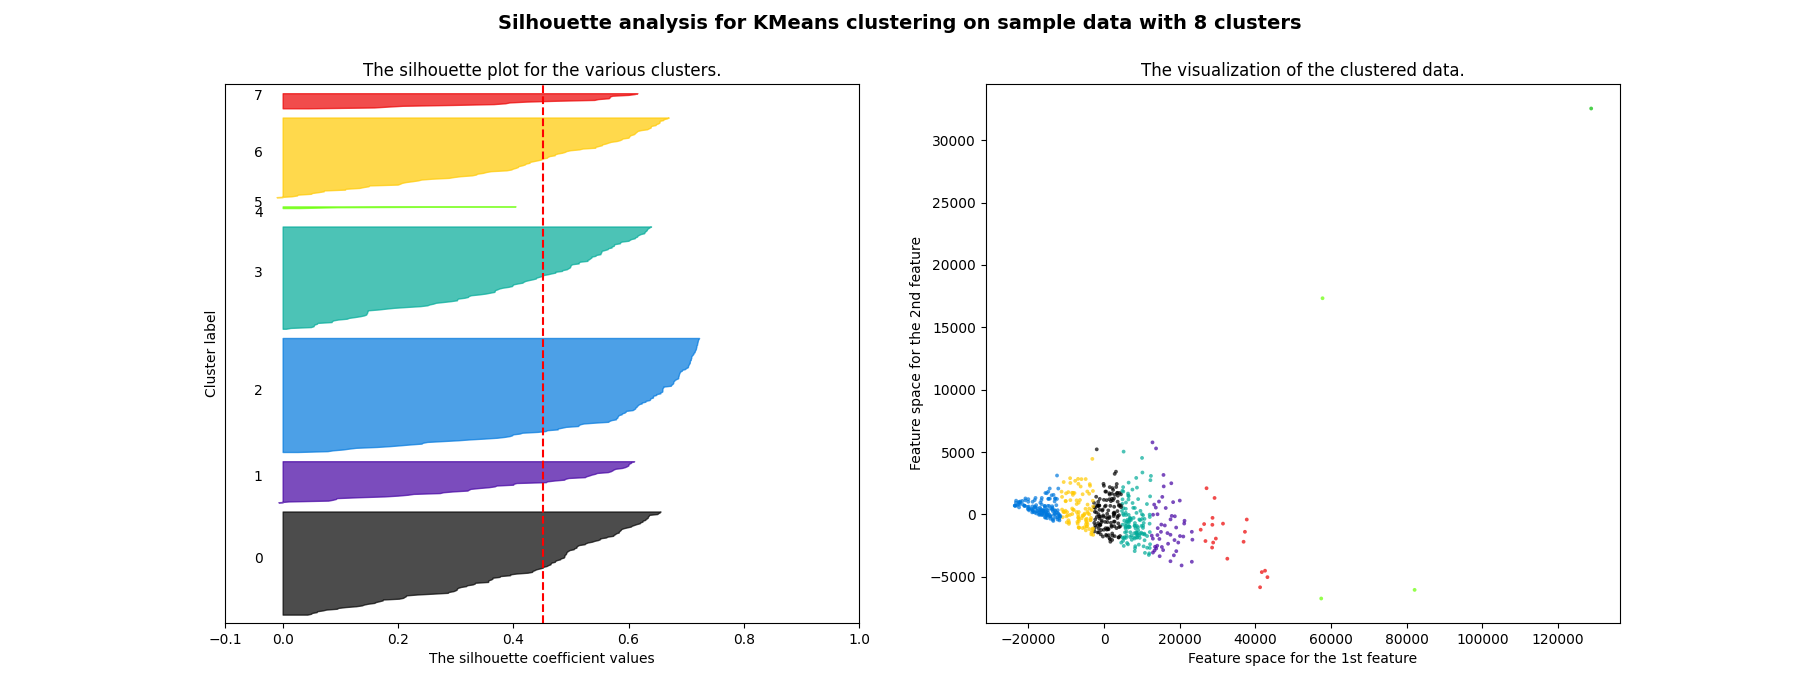 Silhouette analysis for KMeans clustering on sample data with 8 clusters
The silhouette plot for the various clusters.
7
6
5
4
3
2
1
0
Cluster label
−0.1 0.0 0.2 0.4 0.6 0.8 1.0
The silhouette coefficient values
The visualization of the clustered data.
30000
25000
20000
15000
10000
5000
0
−5000
Feature space for the 2nd feature
−20000 0 20000 40000 60000 80000 100000 120000
Feature space for the 1st feature